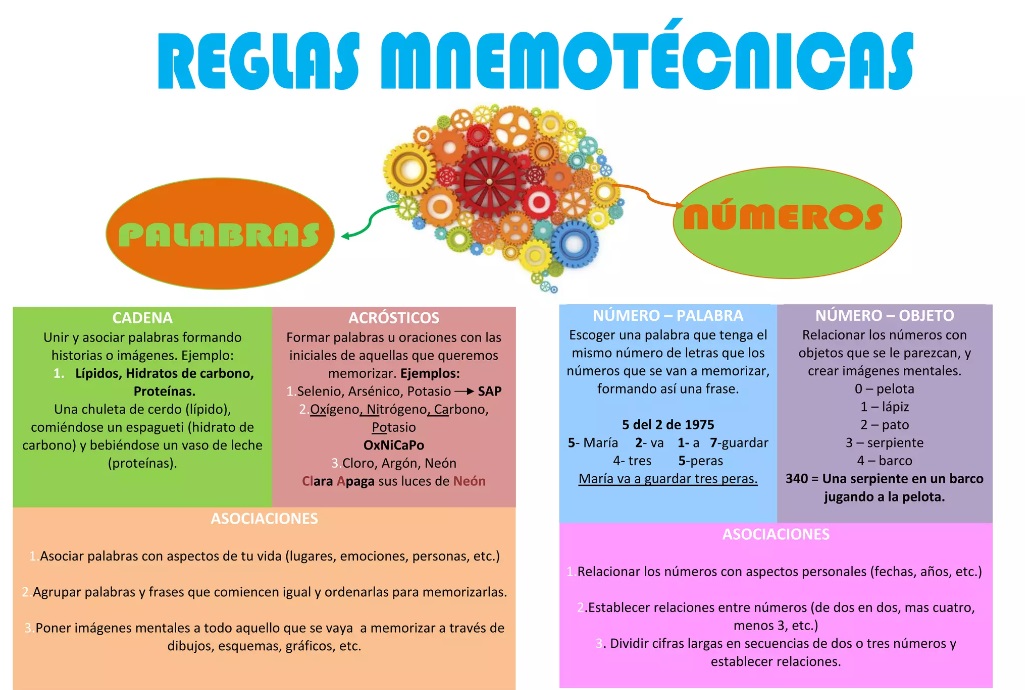 REGLAS MNEMOTÉCNICAS
PALABRAS
NÚMEROS
CADENA
Unir y asociar palabras formando
historias o imágenes. Ejemplo:
1. Lípidos, Hidratos de carbono,
Proteínas.
Una chuleta de cerdo (lípido),
comiéndose un espagueti (hidrato de
carbono) y bebiéndose un vaso de leche
(proteínas).
ACRÓSTICOS
Formar palabras u oraciones con las
iniciales de aquellas que queremos
memorizar. Ejemplos:
1.Selenio, Arsénico, Potasio → SAP
2.Oxígeno, Nitrógeno, Carbono,
Potasio
OxNiCaPo
3.Cloro, Argón, Neón
Clara Apaga sus luces de Neón
ASOCIACIONES
1.Asociar palabras con aspectos de tu vida (lugares, emociones, personas, etc.)
2.Agrupar palabras y frases que comiencen igual y ordenarlas para memorizarlas.
3.Poner imágenes mentales a todo aquello que se vaya a memorizar a través de
dibujos, esquemas, gráficos, etc.
NÚMERO – PALABRA
Escoger una palabra que tenga el
mismo número de letras que los
números que se van a memorizar,
formando así una frase.
5 del 2 de 1975
5- María 2- va 1- a 7-guardar
4- tres 5-peras
María va a guardar tres peras.
NÚMERO – OBJETO
Relacionar los números con
objetos que se le parezcan, y
crear imágenes mentales.
0 – pelota
1 – lápiz
2 – pato
3 – serpiente
4 – barco
340 = Una serpiente en un barco
jugando a la pelota.
ASOCIACIONES
1 Relacionar los números con aspectos personales (fechas, años, etc.)
2.Establecer relaciones entre números (de dos en dos, mas cuatro,
menos 3, etc.)
3. Dividir cifras largas en secuencias de dos o tres números y
establecer relaciones.